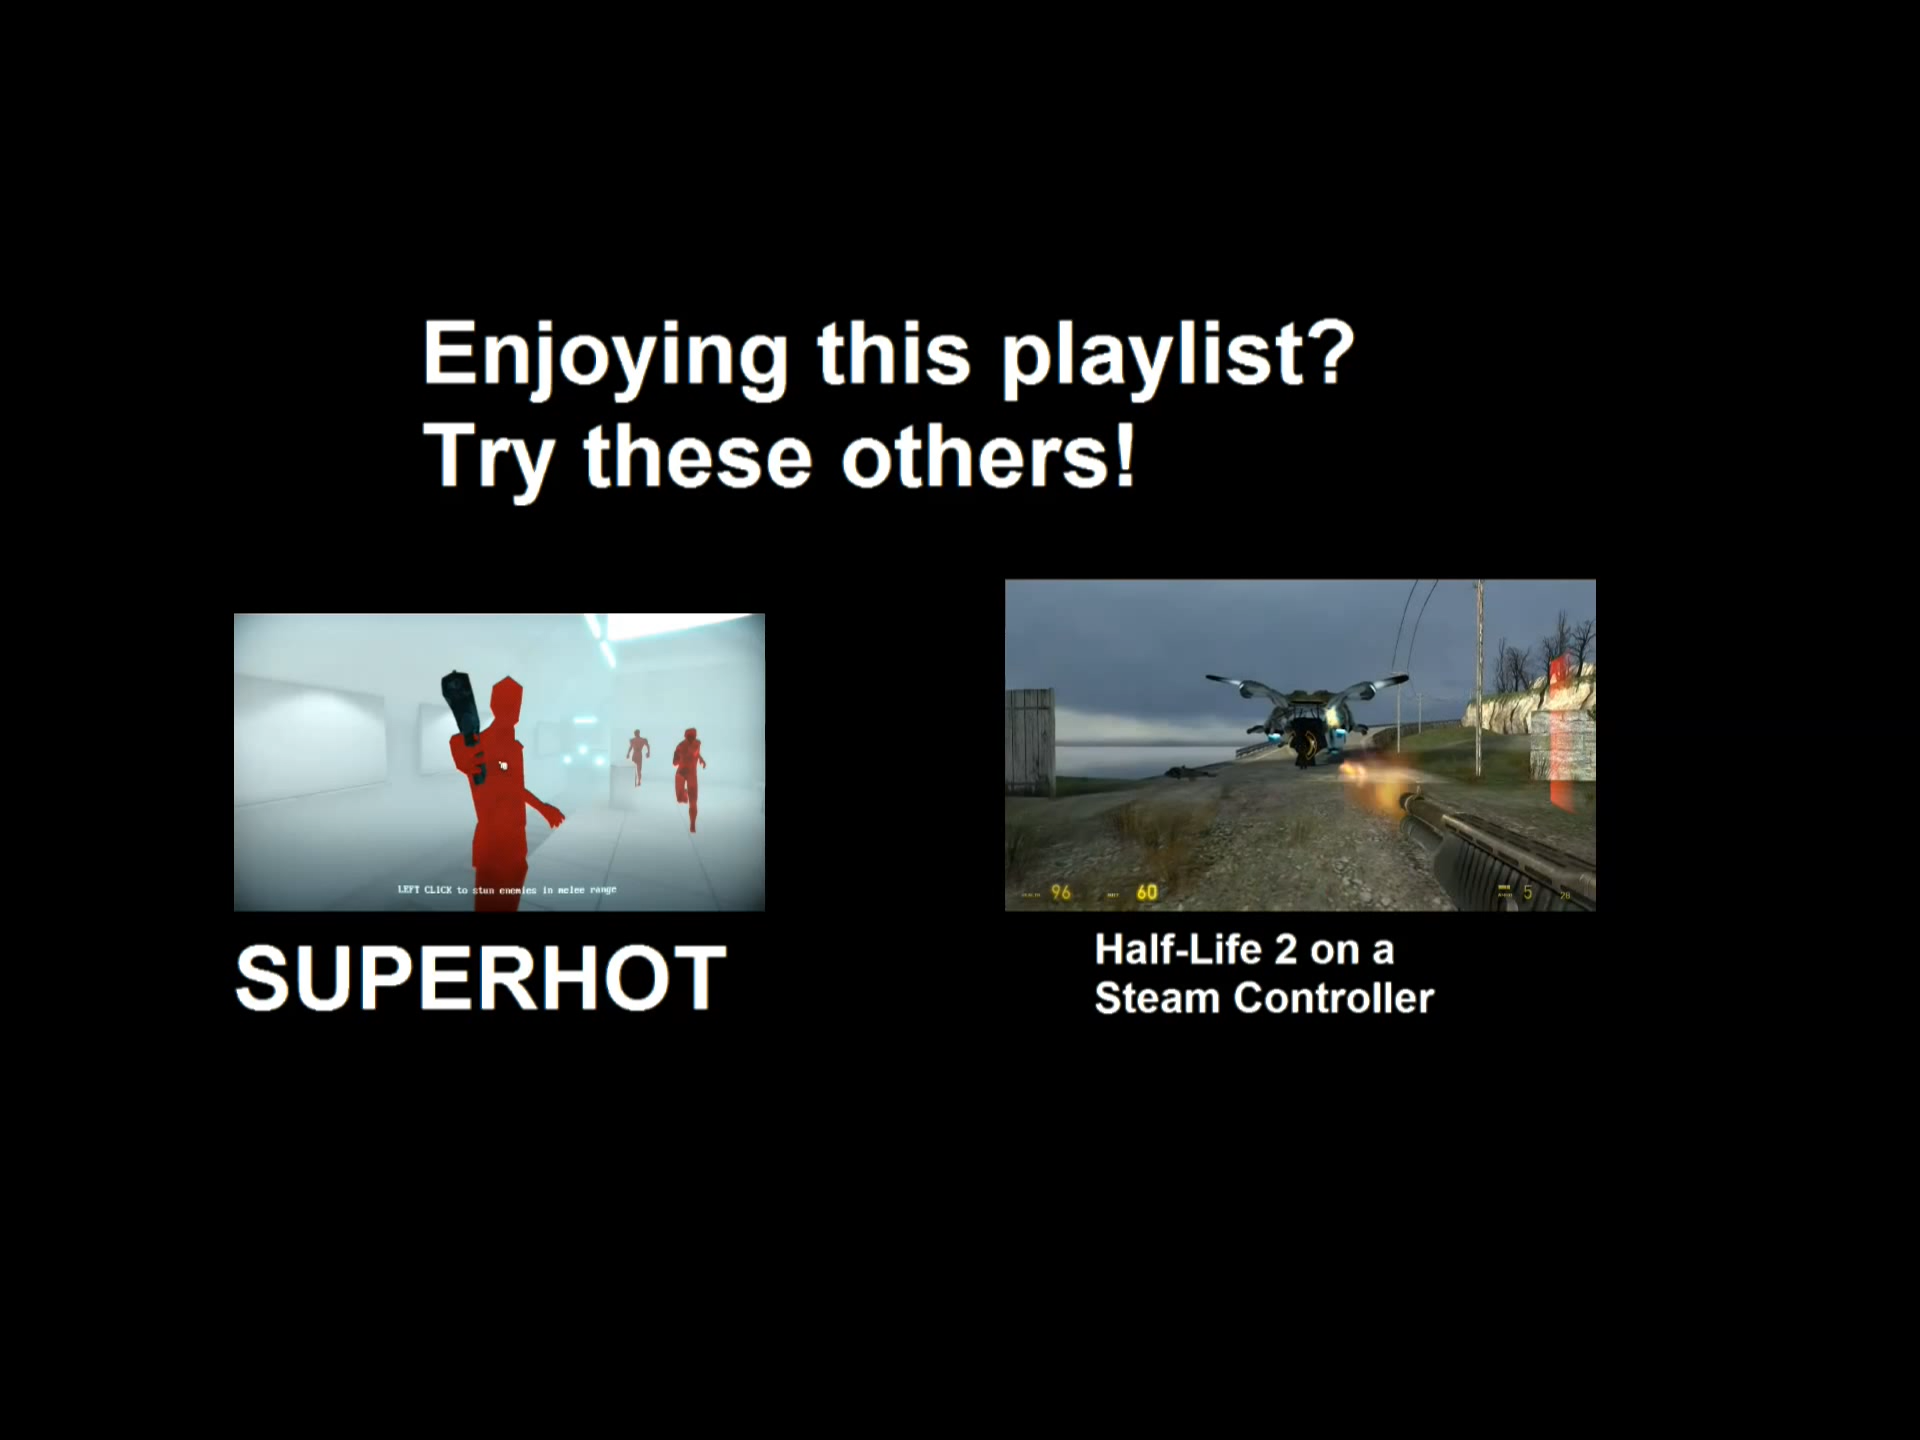 Enjoying this playlist?
Try these others!
LEFT CLICK to stun enemies in melee range
96
60
5
28
SUPERHOT
Half-Life 2 on a
Steam Controller